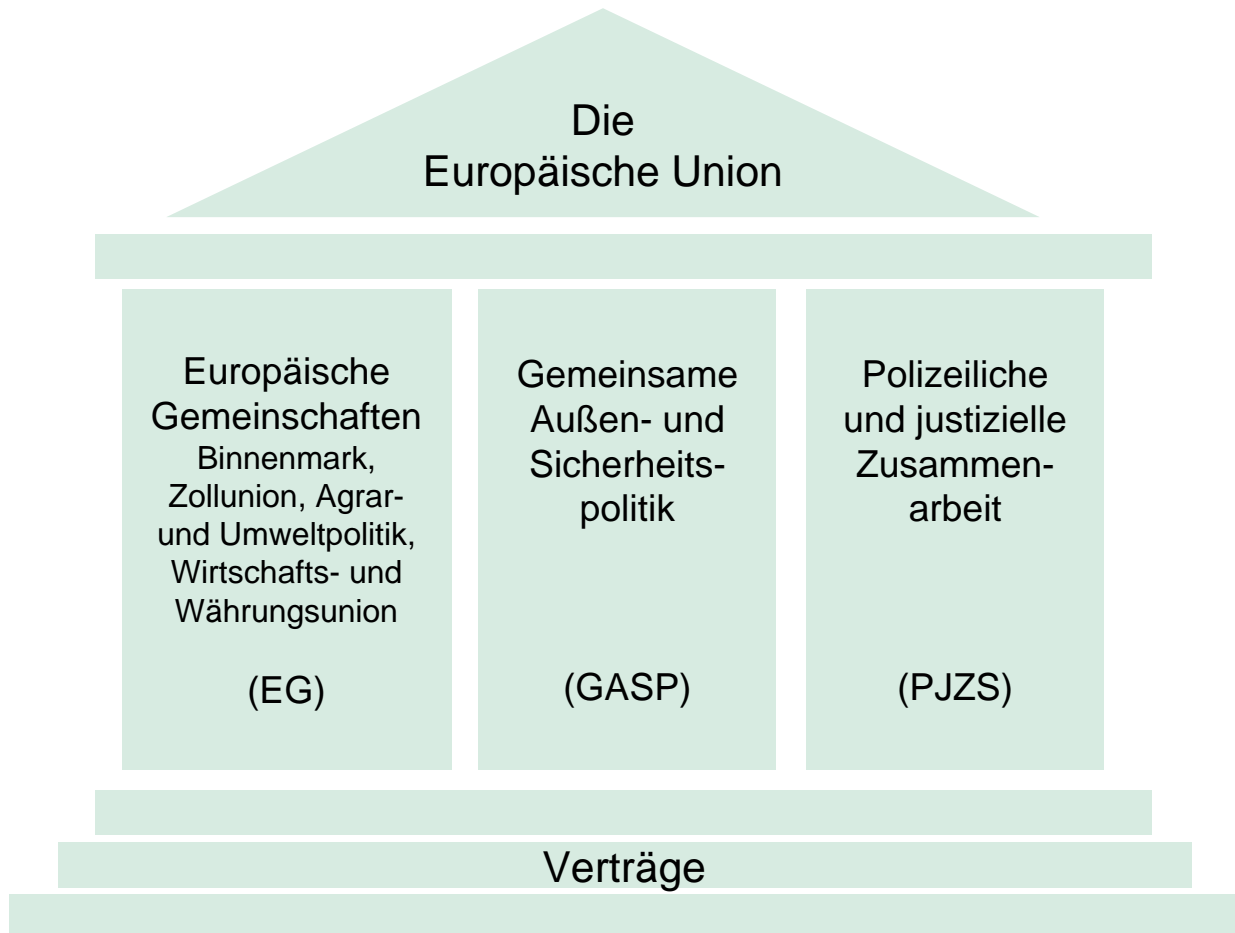 Die
Europäische Union
Europäische
Gemeinschaften
Binnenmark,
Zollunion, Agrar-
und Umweltpolitik,
Wirtschafts- und
Währungsunion
(EG)
Gemeinsame
Außen- und
Sicherheits-
politik
(GASP)
Polizeiliche
und justizielle
Zusammen-
arbeit
(PJZS)
Verträge